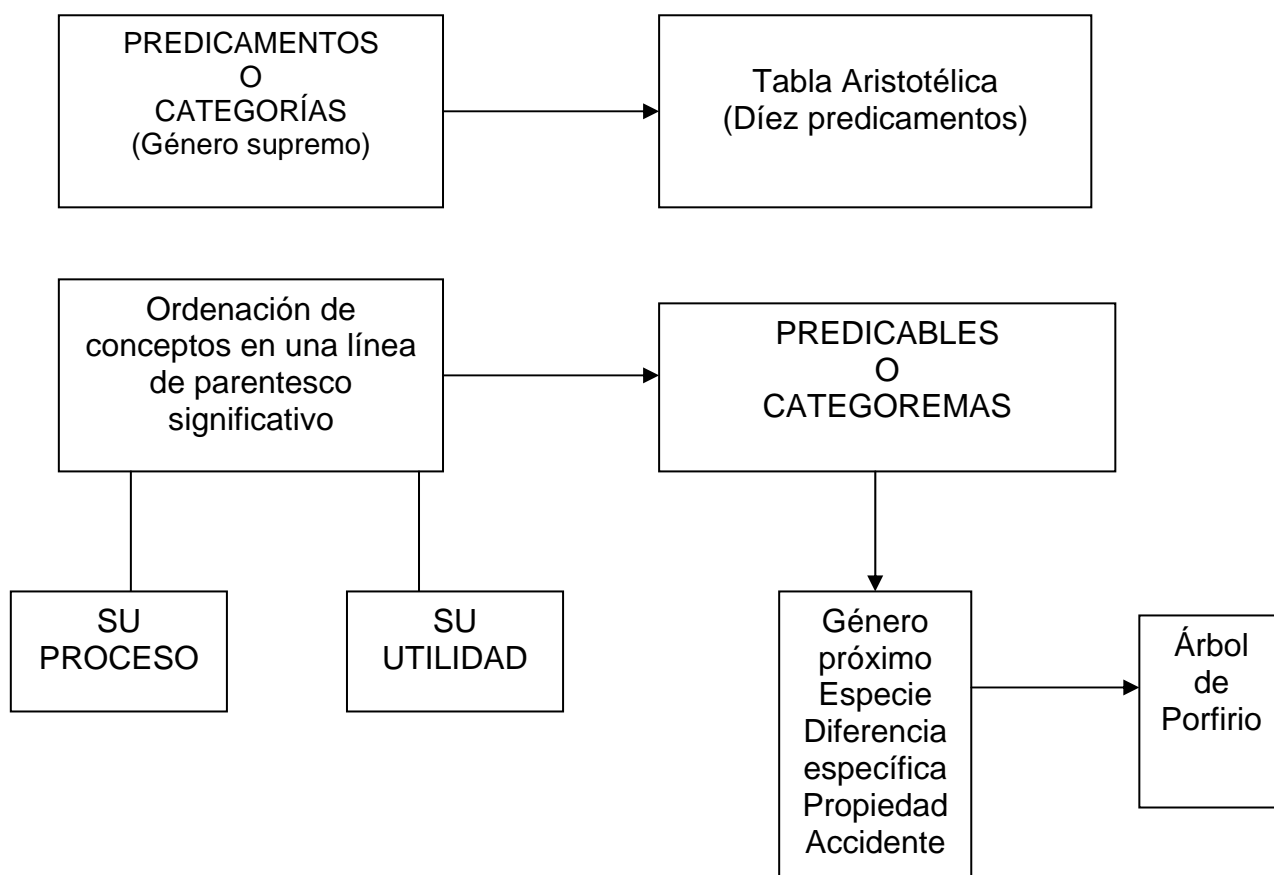 PREDICAMENTOS
O
CATEGORÍAS
(Género supremo)
Tabla Aristotélica
(Díez predicamentos)
Ordenación de
conceptos en una línea
de parentesco
significativo
PREDICABLES
O
CATEGOREMAS
SU
PROCESO
SU
UTILIDAD
Género
próximo
Especie
Diferencia
específica
Propiedad
Accidente
Árbol
de
Porfirio